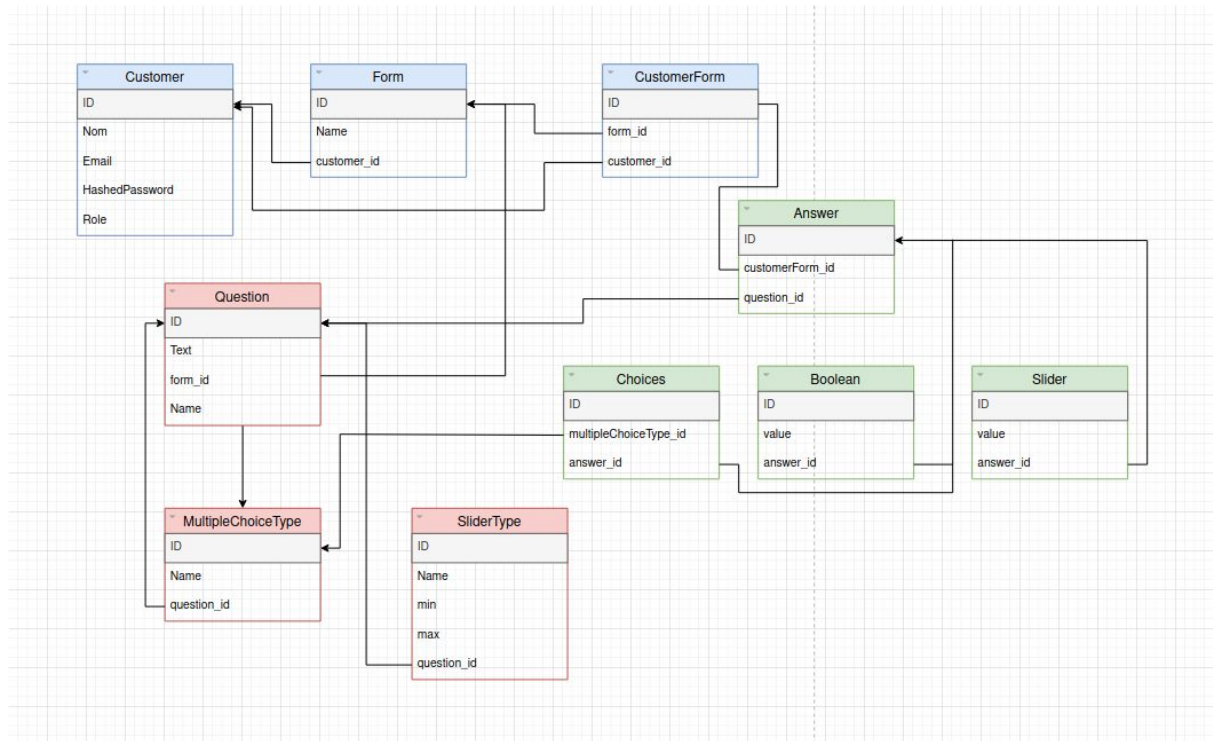 Customer
ID
Nom
Email
HashedPassword
Role
Form
ID
Name
customer_id
CustomerForm
ID
form_id
customer_id
Answer
ID
customerForm_id
question_id
Question
ID
Text
form_id
Name
Choices
ID
multipleChoiceType_id
answer_id
Boolean
ID
value
answer_id
Slider
ID
value
answer_id
MultipleChoiceType
ID
Name
question_id
SliderType
ID
Name
min
max
question_id